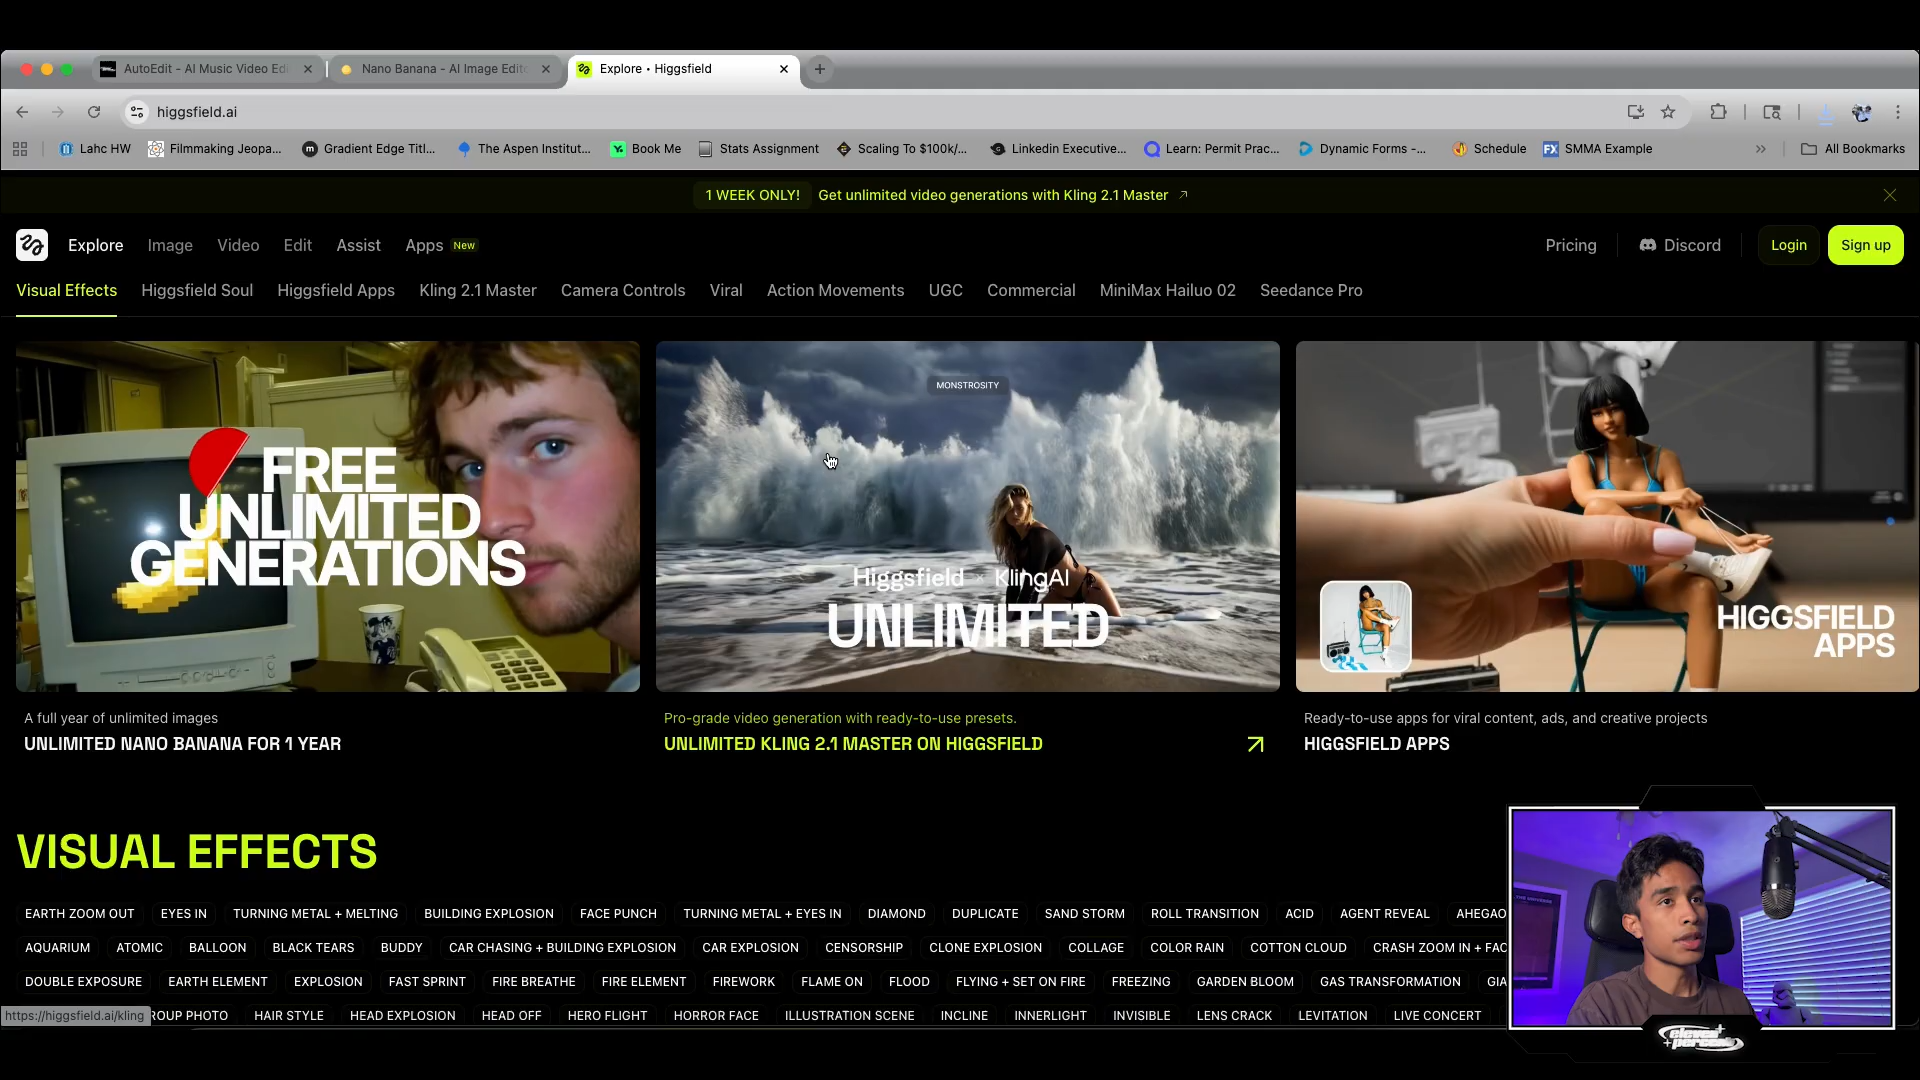 AutoEdit - AI Music Video Edi
Nano Banana - AI Image Edito
Explore • Higgsfield
higgsfield.ai
Lahc HW
Filmmaking Jeopa...
Gradient Edge Titl...
The Aspen Institut...
Book Me
Stats Assignment
Scaling To $100k/...
Linkedin Executive...
Learn: Permit Prac...
Dynamic Forms -...
Schedule
FX SMMA Example
All Bookmarks
1 WEEK ONLY! Get unlimited video generations with Kling 2.1 Master
Explore Image Video Edit Assist Apps New
Pricing Discord Login Sign up
Visual Effects Higgsfield Soul Higgsfield Apps Kling 2.1 Master Camera Controls Viral Action Movements UGC Commercial MiniMax Hailuo 02 Seedance Pro
FREE
UNLIMITED
GENERATIONS
A full year of unlimited images
UNLIMITED NANO BANANA FOR 1 YEAR
MONSTROSITY
Higgsfield × KlingAI
UNLIMITED
Pro-grade video generation with ready-to-use presets.
UNLIMITED KLING 2.1 MASTER ON HIGGSFIELD
HIGGSFIELD
APPS
Ready-to-use apps for viral content, ads, and creative projects
HIGGSFIELD APPS
VISUAL EFFECTS
EARTH ZOOM OUT EYES IN TURNING METAL + MELTING BUILDING EXPLOSION FACE PUNCH TURNING METAL + EYES IN DIAMOND DUPLICATE SAND STORM ROLL TRANSITION ACID AGENT REVEAL AHEGAO
AQUARIUM ATOMIC BALLOON BLACK TEARS BUDDY CAR CHASING + BUILDING EXPLOSION CAR EXPLOSION CENSORSHIP CLONE EXPLOSION COLLAGE COLOR RAIN COTTON CLOUD CRASH ZOOM IN + FAC
DOUBLE EXPOSURE EARTH ELEMENT EXPLOSION FAST SPRINT FIRE BREATHE FIRE ELEMENT FIREWORK FLAME ON FLOOD FLYING + SET ON FIRE FREEZING GARDEN BLOOM GAS TRANSFORMATION GIA
https://higgsfield.ai/kling
ROUP PHOTO HAIR STYLE HEAD EXPLOSION HEAD OFF HERO FLIGHT HORROR FACE ILLUSTRATION SCENE INCLINE INNERLIGHT INVISIBLE LENS CRACK LEVITATION LIVE CONCERT
eleven
percent